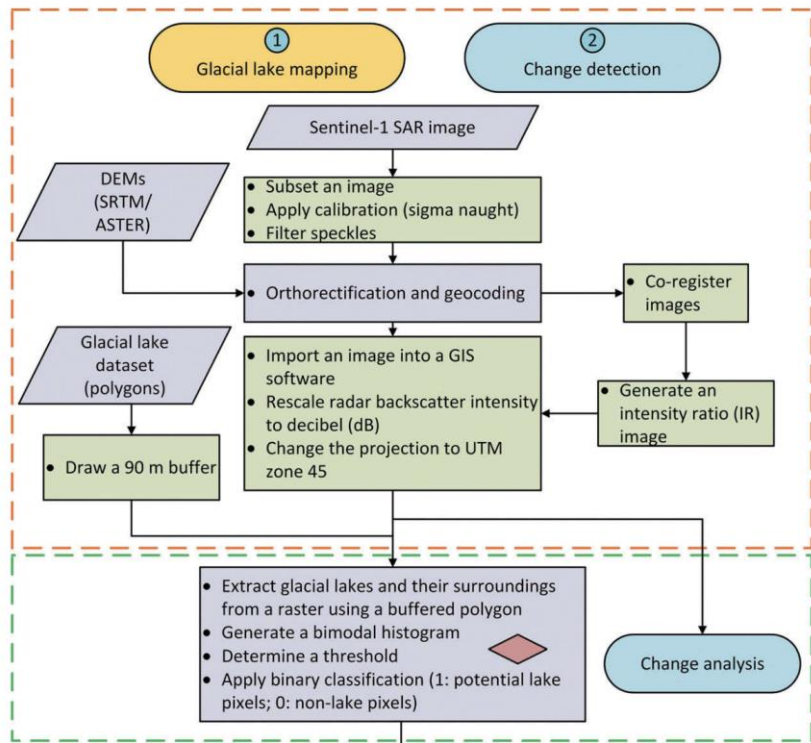 1
Glacial lake mapping
2
Change detection
Sentinel-1 SAR image
DEMs
(SRTM/
ASTER)
• Subset an image
• Apply calibration (sigma naught)
• Filter speckles
• Orthorectification and geocoding
• Co-register
images
Glacial lake
dataset
(polygons)
• Import an image into a GIS
software
• Rescale radar backscatter intensity
to decibel (dB)
• Change the projection to UTM
zone 45
• Generate an
intensity ratio (IR)
image
• Draw a 90 m buffer
• Extract glacial lakes and their surroundings
from a raster using a buffered polygon
• Generate a bimodal histogram
• Determine a threshold
• Apply binary classification (1: potential lake
pixels; 0: non-lake pixels)
Change analysis